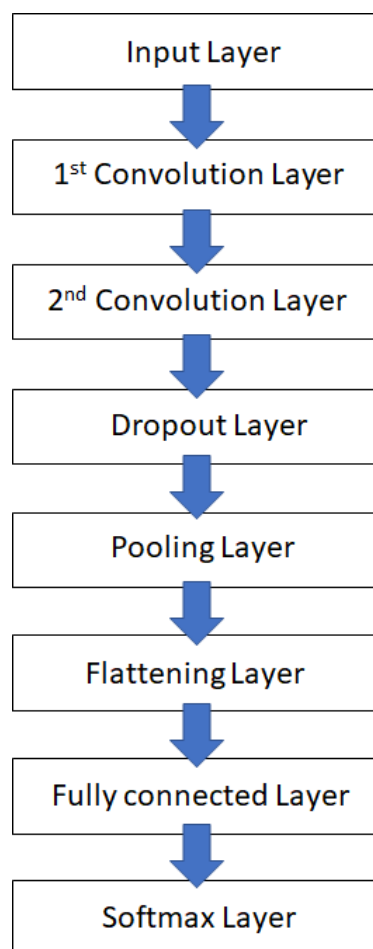 Input Layer
1st Convolution Layer
2nd Convolution Layer
Dropout Layer
Pooling Layer
Flattening Layer
Fully connected Layer
Softmax Layer